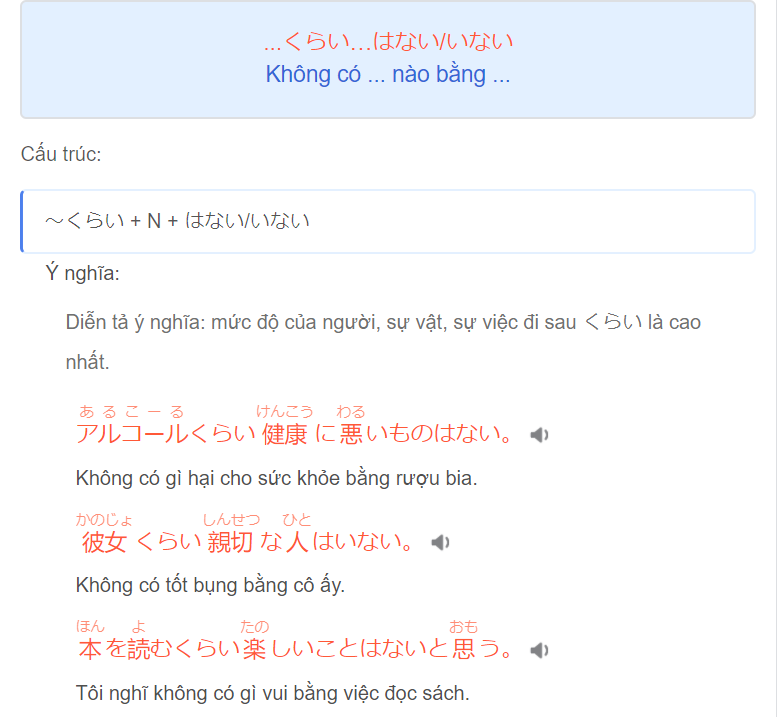 ...くらい...はない/いない
Không có ... nào bằng ...
Cấu trúc:
～くらい + N + はない/いない
Ý nghĩa:
Diễn tả ý nghĩa: mức độ của người, sự vật, sự việc đi sau くらい là cao
nhất.
あるこーる けんこう わる
アルコールくらい健康に悪いものはない。
Không có gì hại cho sức khỏe bằng rượu bia.
かのじょ しんせつ ひと
彼女くらい親切な人はいない。
Không có tốt bụng bằng cô ấy.
ほん よ たの おも
本を読むくらい楽しいことはないと思う。
Tôi nghĩ không có gì vui bằng việc đọc sách.